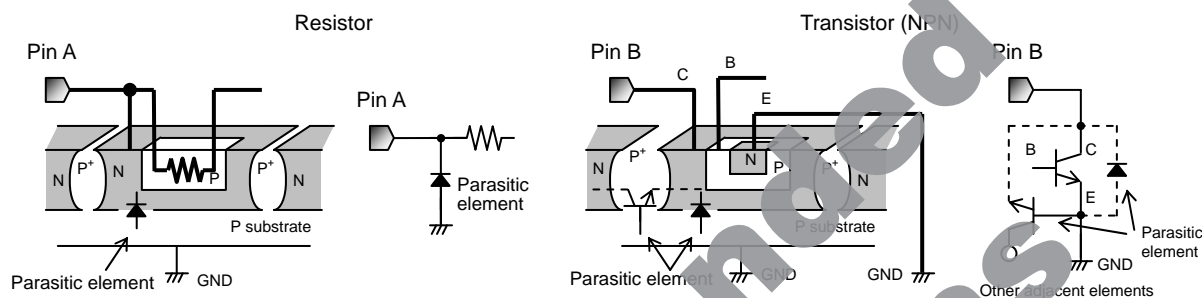 Resistor
Transistor (NPN)
Pin A
Pin B
Pin B
C
B
E
Pin A
N
P+
N
P
P+
N
N
P+
N
N
P
P+
N
B
C
E
Parasitic
element
P substrate
P substrate
Parasitic
element
Parasitic element
GND
Parasitic element
GND
GND
GND
Other adjacent elements